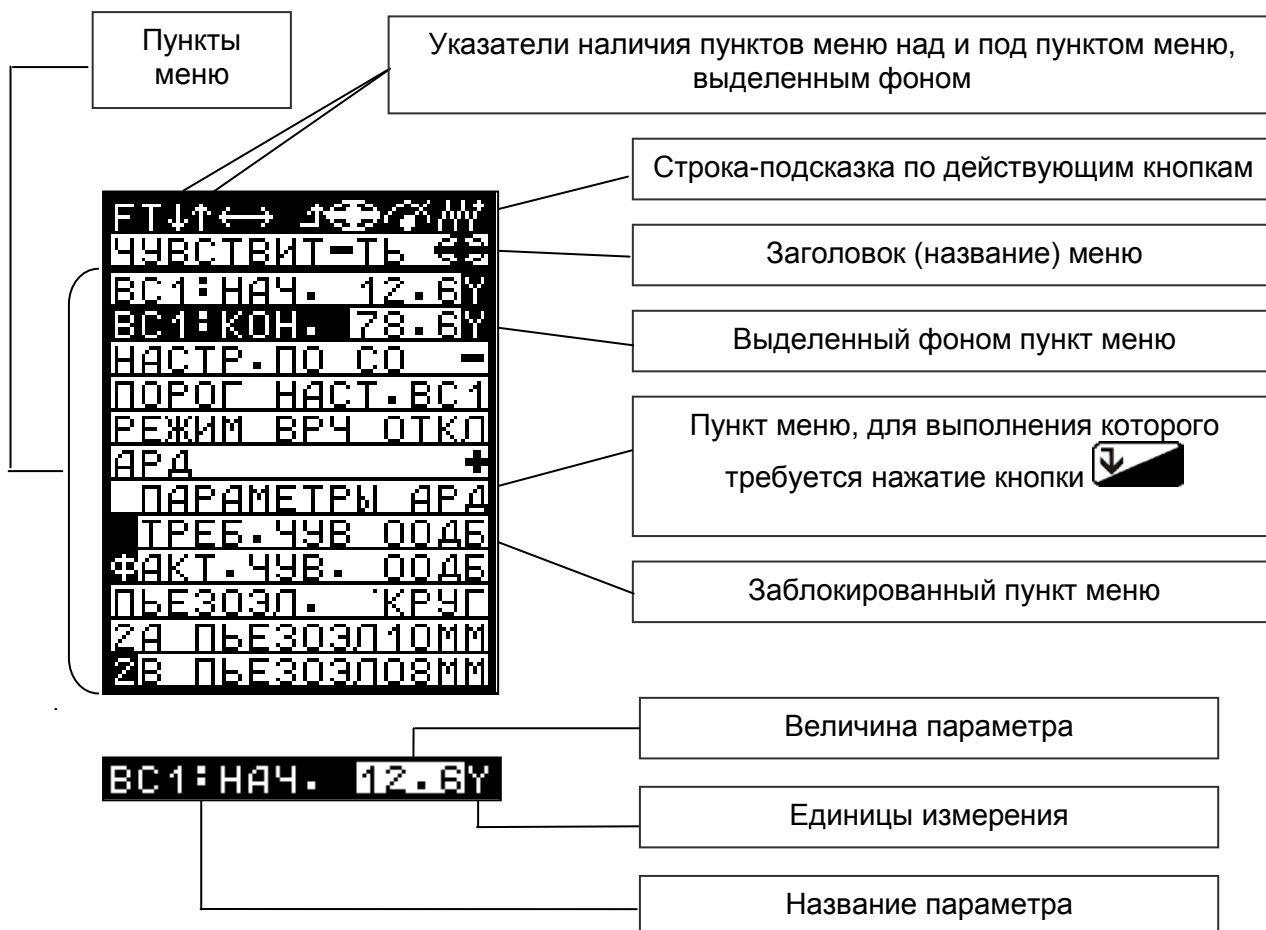 Пункты
меню
Указатели наличия пунктов меню над и под пунктом меню,
выделенным фоном
Строка-подсказка по действующим кнопкам
Заголовок (название) меню
Выделенный фоном пункт меню
Пункт меню, для выполнения которого
требуется нажатие кнопки
Заблокированный пункт меню
FT↓↑↔
ЧУВСТВИТ-ТЬ
ВС1:НАЧ. 12.6Y
ВС1:КОН. 78.6Y
НАСТР.ПО СО -
ПОРОГ НАСТ.ВС1
РЕЖИМ ВРЧ ОТКЛ
АРД +
ПАРАМЕТРЫ АРД
ТРЕБ.ЧУВ 00ДБ
ФАКТ.ЧУВ. 00ДБ
ПЬЕЗОЭЛ. КРУГ
2А ПЬЕЗОЭЛ10ММ
2В ПЬЕЗОЭЛ08ММ
Величина параметра
ВС1:НАЧ. 12.6Y
Единицы измерения
Название параметра